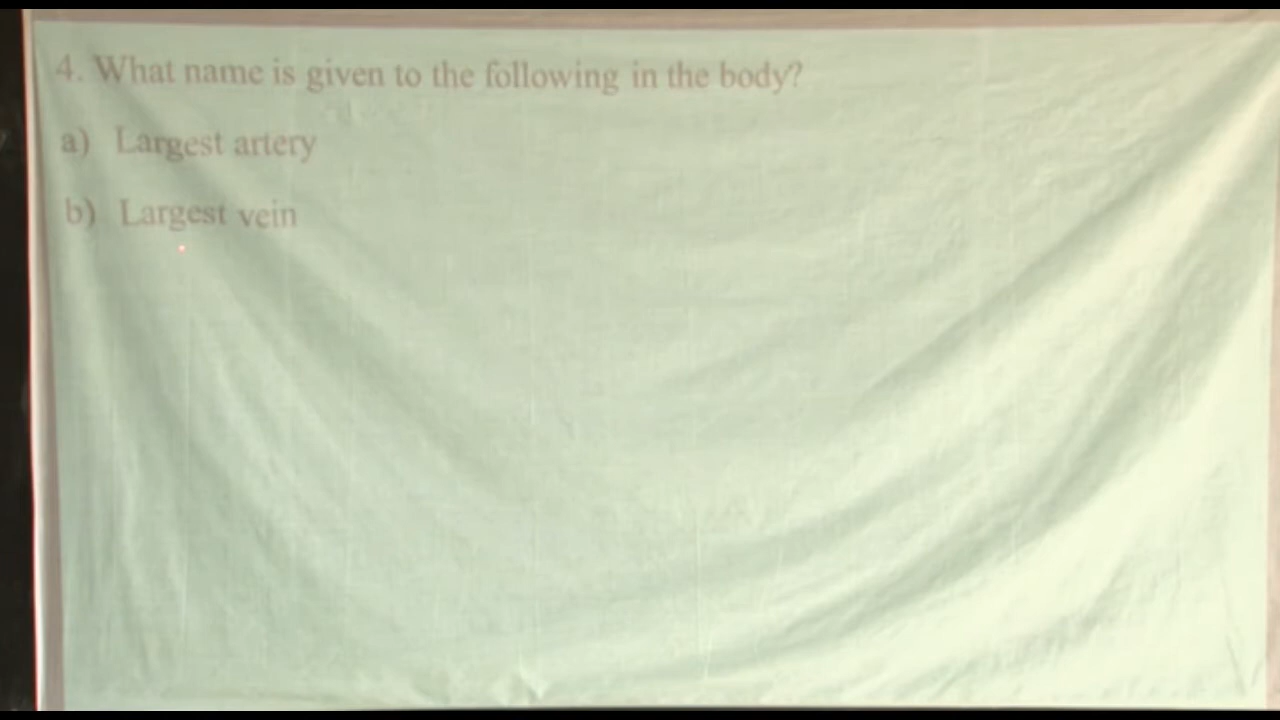 4. What name is given to the following in the body?
a) Largest artery
b) Largest vein